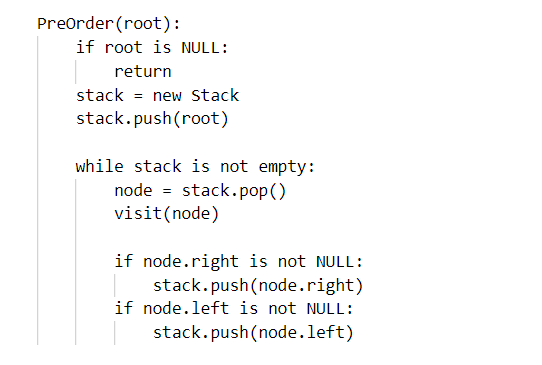 PreOrder(root):
    if root is NULL:
        return
    stack = new Stack
    stack.push(root)

    while stack is not empty:
        node = stack.pop()
        visit(node)

        if node.right is not NULL:
            stack.push(node.right)
        if node.left is not NULL:
            stack.push(node.left)